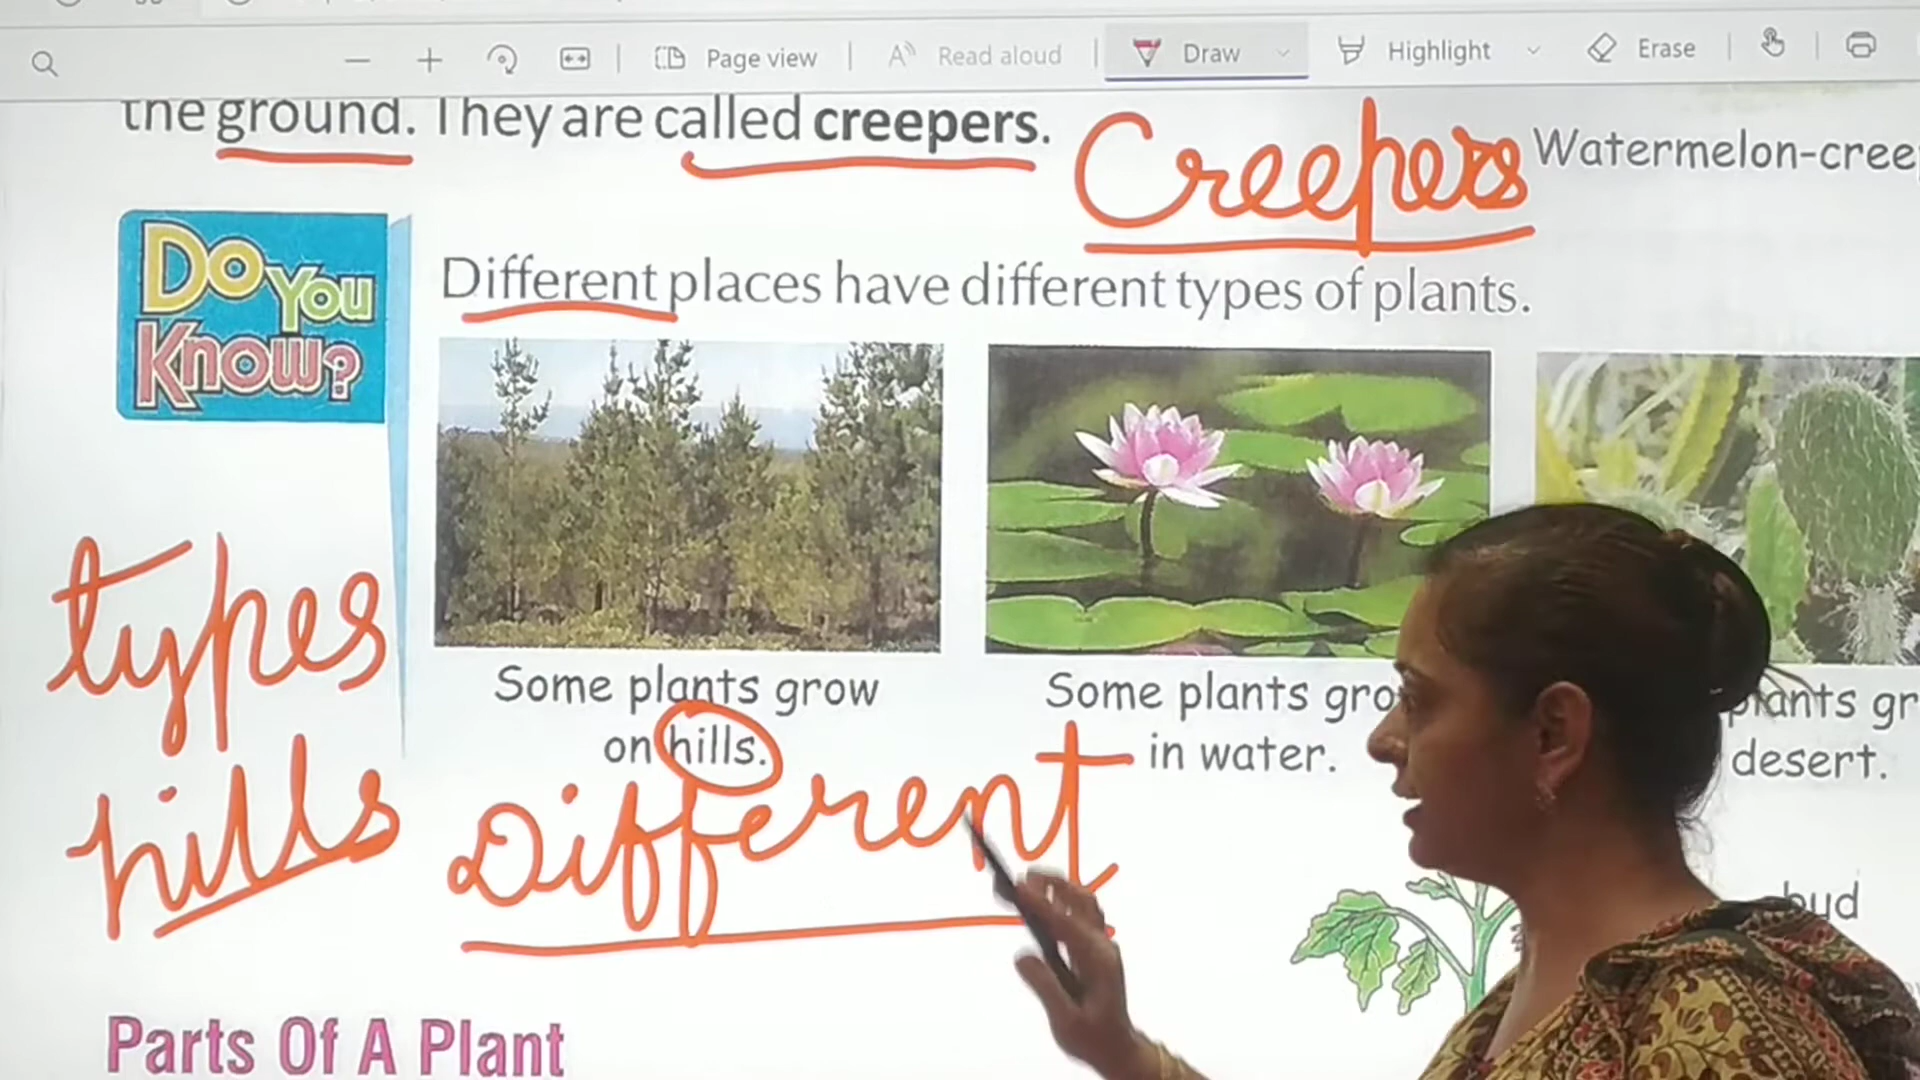 Page view
Read aloud
Draw
Highlight
Erase
the ground. They are called creepers.
Creepers
Watermelon-cree
Do You
Know?
Different places have different types of plants.
types
hills
Some plants grow
on hills.
Some plants gro
in water.
plants gr
desert.
Different
bud
Parts Of A Plant